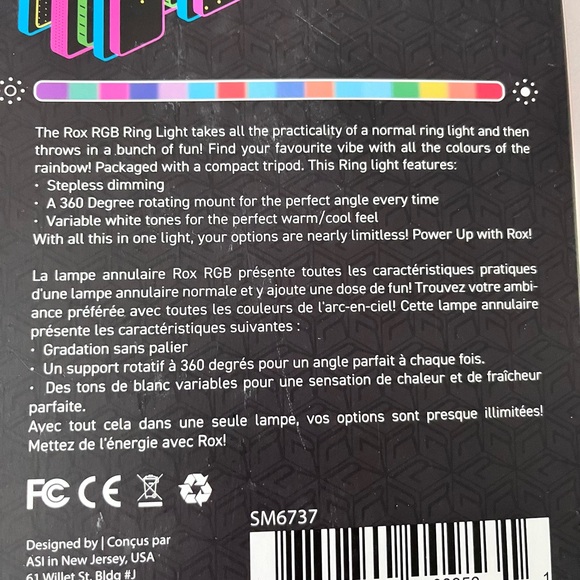 The Rox RGB Ring Light takes all the practicality of a normal ring light and then
throws in a bunch of fun! Find your favourite vibe with all the colours of the
rainbow! Packaged with a compact tripod. This Ring light features:
· Stepless dimming
· A 360 Degree rotating mount for the perfect angle every time
· Variable white tones for the perfect warm/cool feel
With all this in one light, your options are nearly limitless! Power Up with Rox!
La lampe annulaire Rox RGB présente toutes les caractéristiques pratiques
d'une lampe annulaire normale et y ajoute une dose de fun! Trouvez votre ambi-
ance préférée avec toutes les couleurs de l'arc-en-ciel! Cette lampe annulaire
présente les caractéristiques suivantes :
· Gradation sans palier
· Un support rotatif à 360 degrés pour un angle parfait à chaque fois.
· Des tons de blanc variables pour une sensation de chaleur et de fraîcheur
parfaite.
Avec tout cela dans une seule lampe, vos options sont presque illimitées!
Mettez de l'énergie avec Rox!
FC CE
SM6737
Designed by | Conçus par
ASI in New Jersey, USA
61 Willet St. Bldg #J